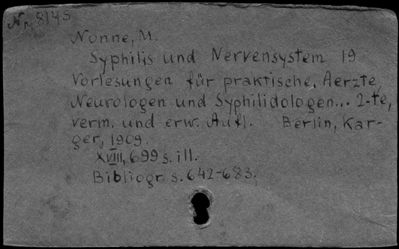 N 8145
Nonne, M.
Syphilis und Nervensystem 19
Vorlesungen für praktische, Aerzte,
Neurologen und Syphilidologen... 2-te,
verm. und erw. Aufl. Berlin, Kar-
ger, 1909.
XVIII, 699 s. ill.
Bibliogr. s. 642-683.